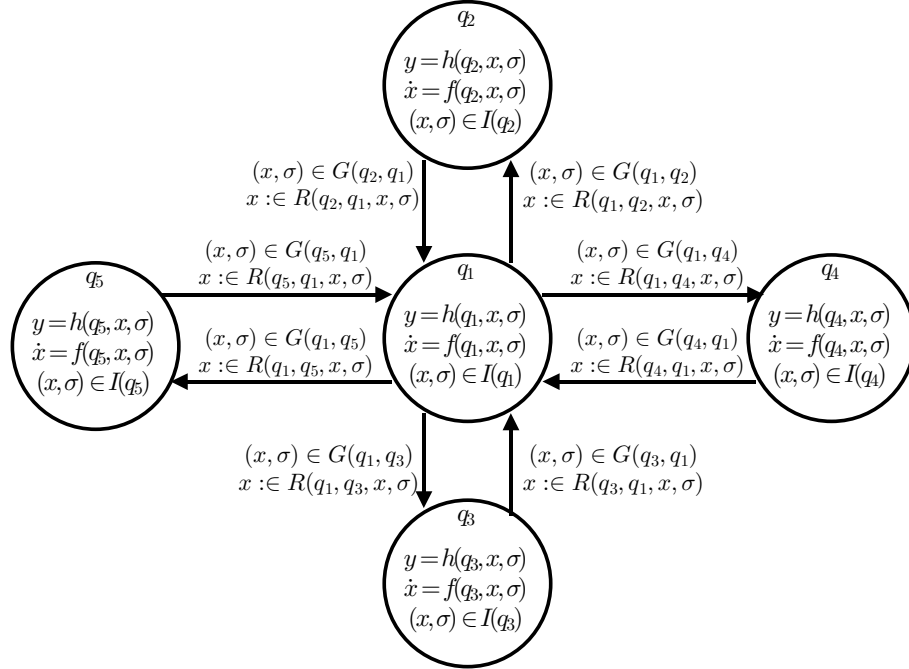 q₂
y = h(q₂, x, σ)
ẋ = f(q₂, x, σ)
(x, σ) ∈ I(q₂)
(x, σ) ∈ G(q₂, q₁)
x :∈ R(q₂, q₁, x, σ)
(x, σ) ∈ G(q₁, q₂)
x :∈ R(q₁, q₂, x, σ)
(x, σ) ∈ G(q₅, q₁)
x :∈ R(q₅, q₁, x, σ)
(x, σ) ∈ G(q₁, q₄)
x :∈ R(q₁, q₄, x, σ)
q₅
y = h(q₅, x, σ)
ẋ = f(q₅, x, σ)
(x, σ) ∈ I(q₅)
(x, σ) ∈ G(q₁, q₅)
x :∈ R(q₁, q₅, x, σ)
q₁
y = h(q₁, x, σ)
ẋ = f(q₁, x, σ)
(x, σ) ∈ I(q₁)
(x, σ) ∈ G(q₄, q₁)
x :∈ R(q₄, q₁, x, σ)
q₄
y = h(q₄, x, σ)
ẋ = f(q₄, x, σ)
(x, σ) ∈ I(q₄)
(x, σ) ∈ G(q₁, q₃)
x :∈ R(q₁, q₃, x, σ)
(x, σ) ∈ G(q₃, q₁)
x :∈ R(q₃, q₁, x, σ)
q₃
y = h(q₃, x, σ)
ẋ = f(q₃, x, σ)
(x, σ) ∈ I(q₃)